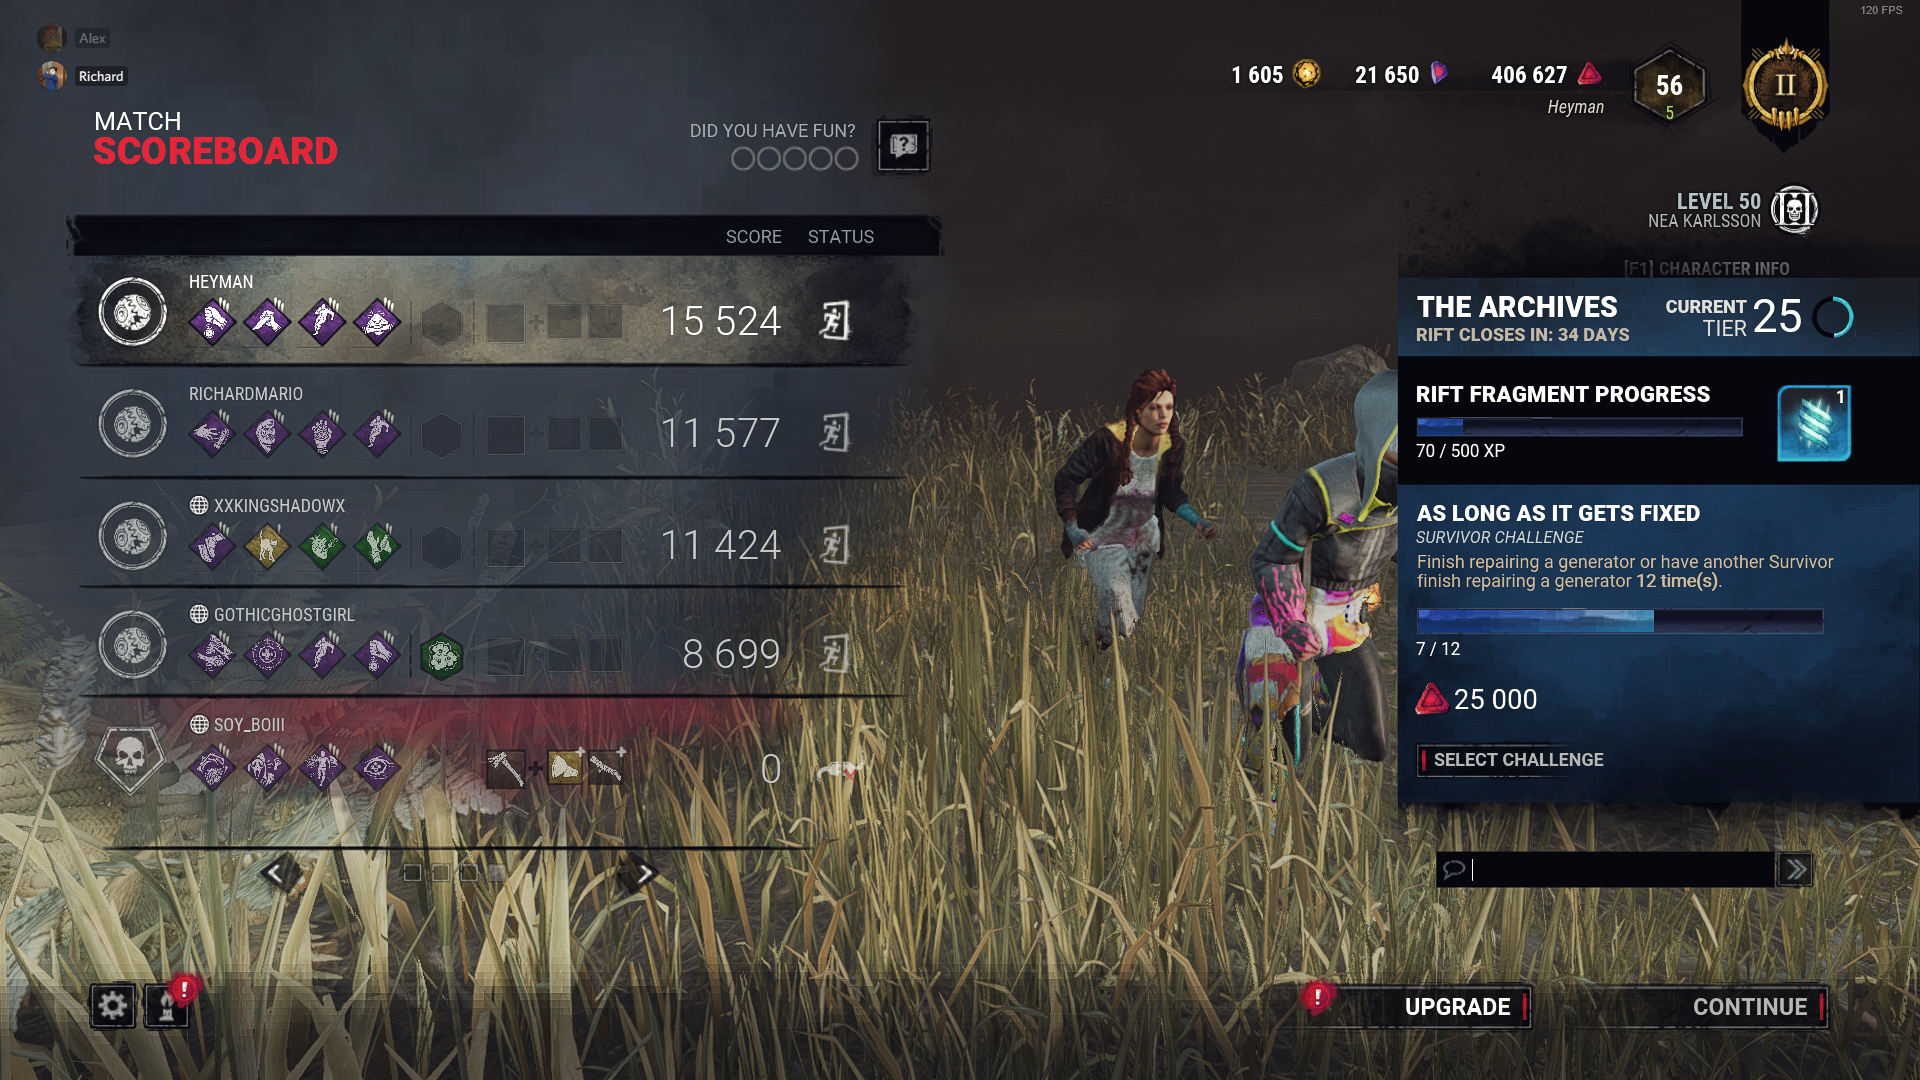 120 FPS
Alex
Richard
1 605
21 650
406 627
Heyman
56
5
II
MATCH
SCOREBOARD
DID YOU HAVE FUN?
?
LEVEL 50
NEA KARLSSON
[F1] CHARACTER INFO
SCORE STATUS
HEYMAN
15 524
RICHARDMARIO
11 577
XXKINGSHADOWX
11 424
GOTHICGHOSTGIRL
8 699
SOY_BOIII
0
THE ARCHIVES
RIFT CLOSES IN: 34 DAYS
CURRENT
TIER 25
RIFT FRAGMENT PROGRESS
1
70 / 500 XP
AS LONG AS IT GETS FIXED
SURVIVOR CHALLENGE
Finish repairing a generator or have another Survivor
finish repairing a generator 12 time(s).
7 / 12
25 000
SELECT CHALLENGE
!
!
UPGRADE
CONTINUE